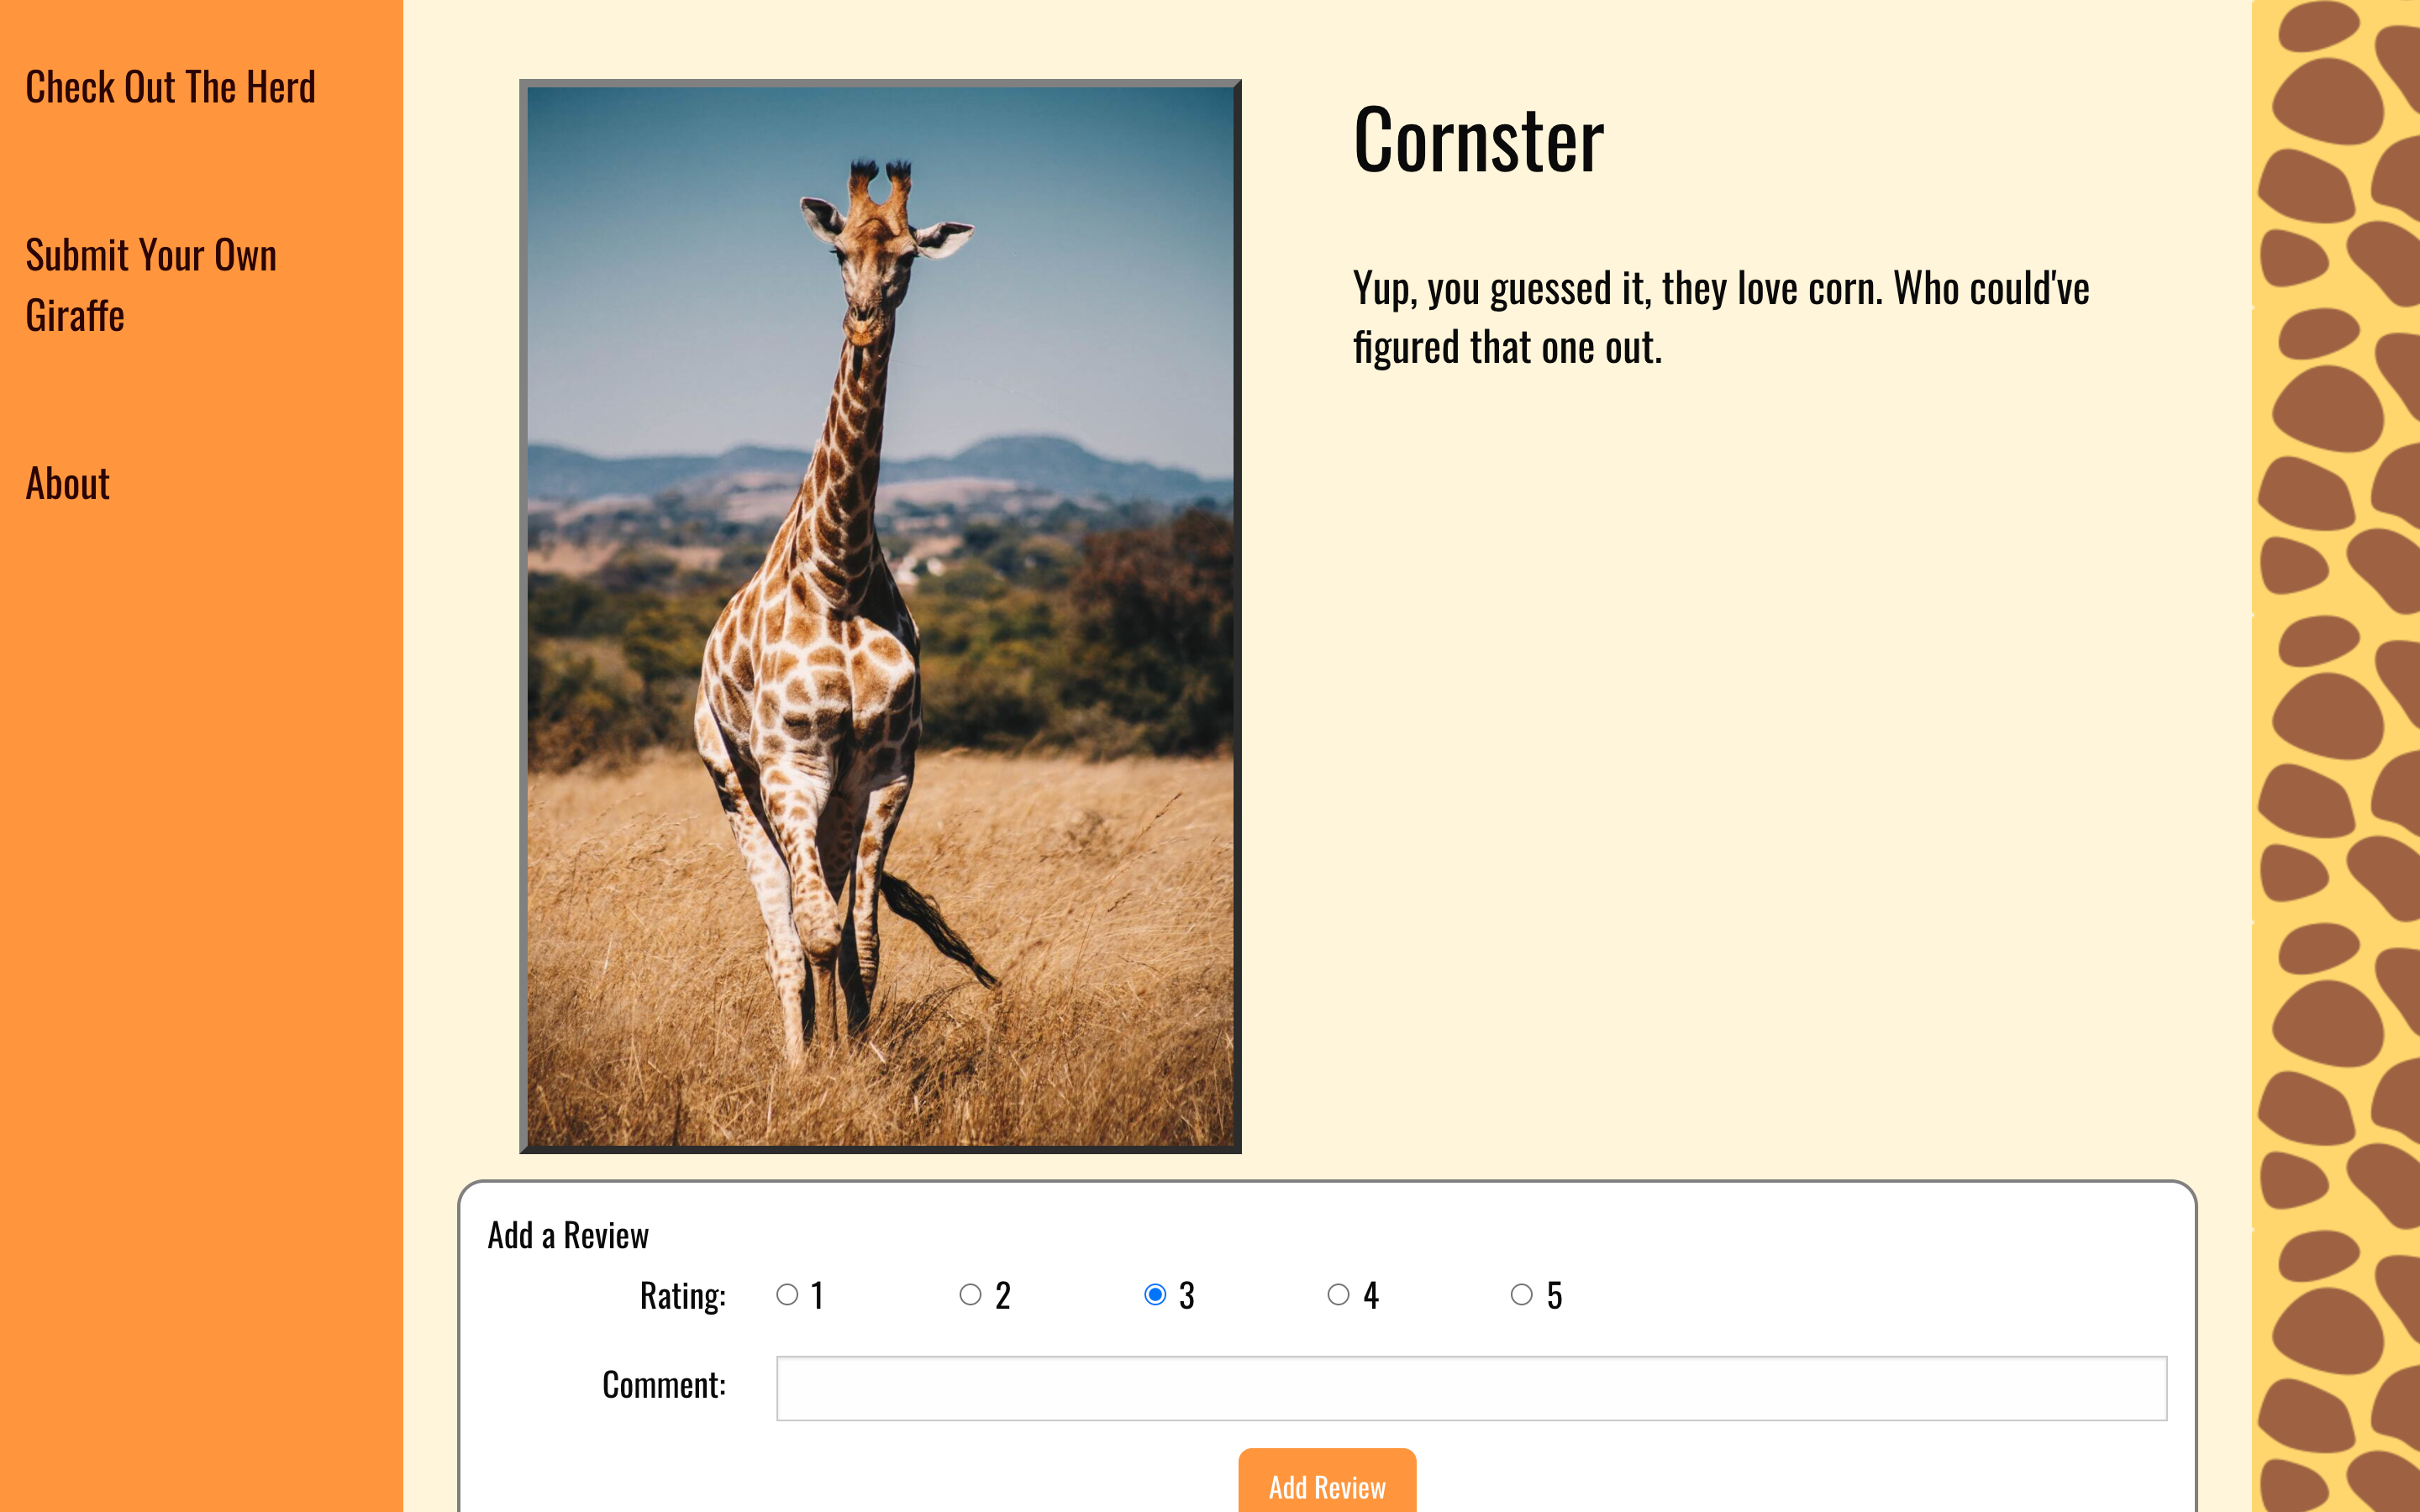 Check Out The Herd
Submit Your Own
Giraffe
About
Cornster
Yup, you guessed it, they love corn. Who could've
figured that one out.
Add a Review
Rating: 1 2 3 4 5
Comment:
Add Review